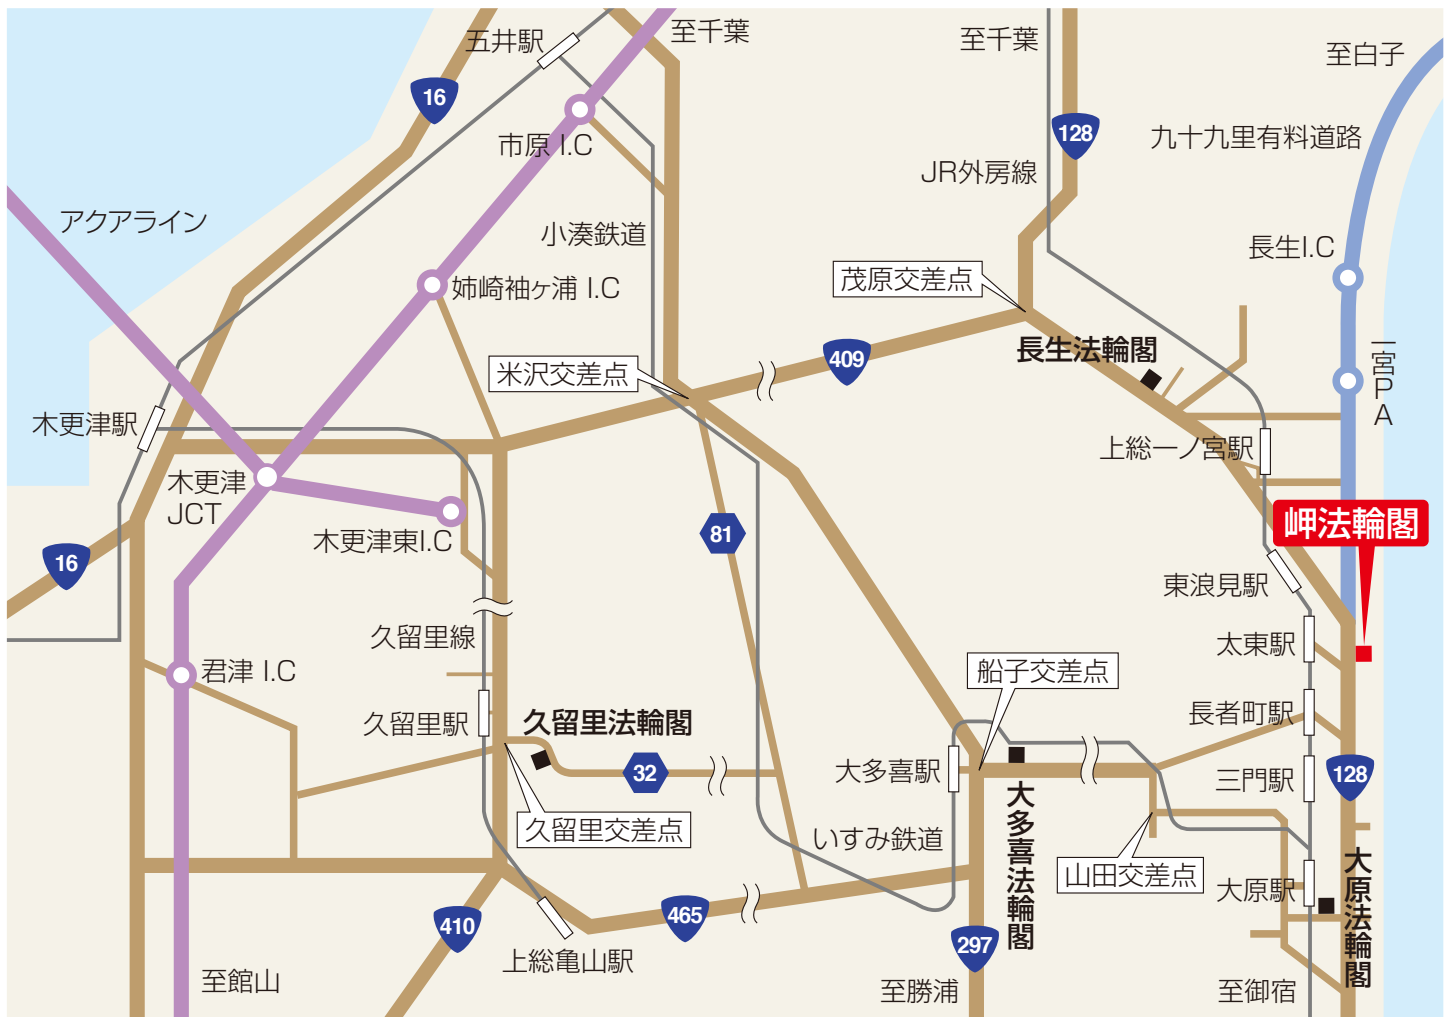 五井駅
至千葉
至千葉
至白子
16
市原 I.C
128
九十九里有料道路
JR外房線
アクアライン
小湊鉄道
長生I.C
姉崎袖ヶ浦 I.C
茂原交差点
長生法輪閣
409
米沢交差点
一宮PA
木更津駅
上総一ノ宮駅
木更津
JCT
木更津東I.C
81
岬法輪閣
16
東浪見駅
久留里線
太東駅
君津 I.C
船子交差点
久留里駅
久留里法輪閣
長者町駅
32
大多喜駅
三門駅
128
久留里交差点
いすみ鉄道
大多喜法輪閣
山田交差点
大原駅
大原法輪閣
410
465
297
上総亀山駅
至館山
至勝浦
至御宿